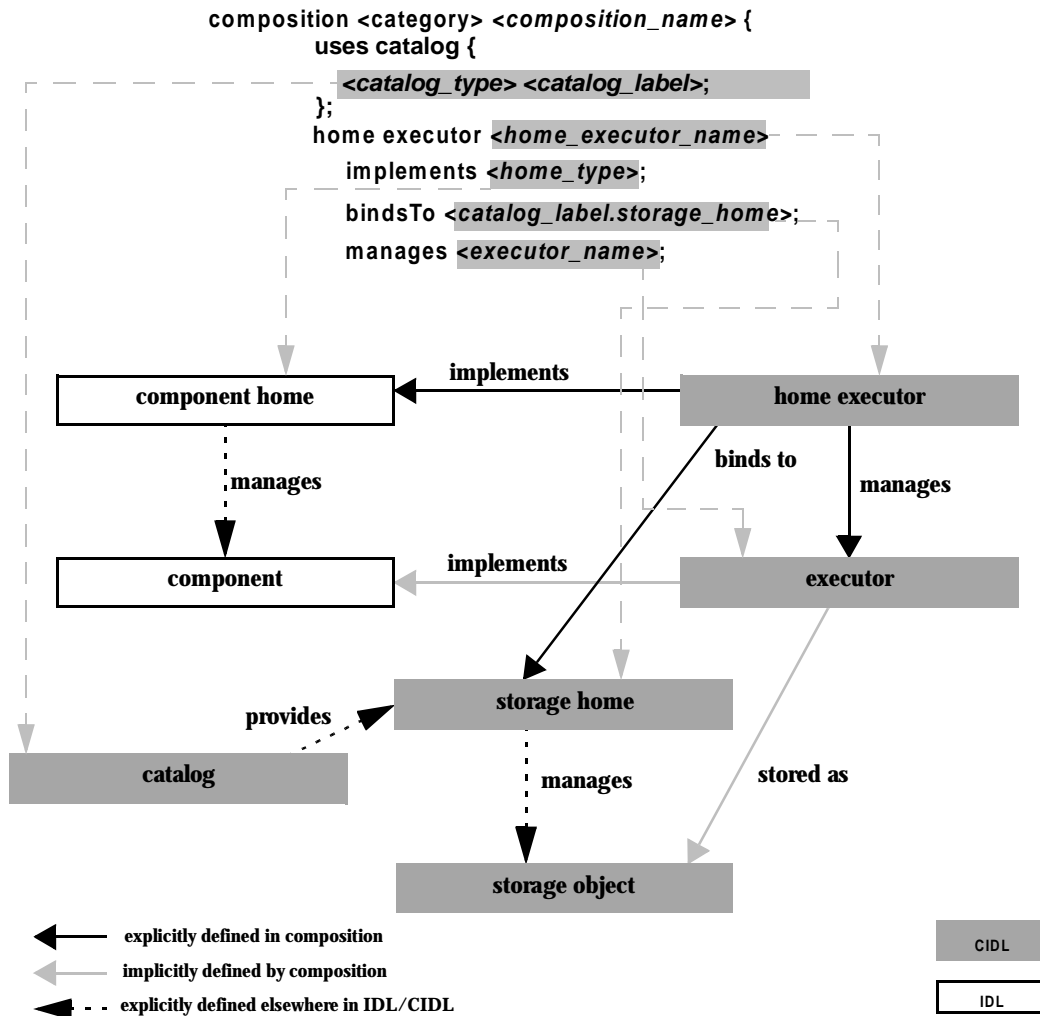 composition <category> <composition_name> {
uses catalog {
<catalog_type> <catalog_label>;
};
home executor <home_executor_name>
implements <home_type>;
bindsTo <catalog_label.storage_home>;
manages <executor_name>;
implements
component home
home executor
binds to
manages
manages
implements
component
executor
storage home
provides
catalog
manages
stored as
storage object
explicitly defined in composition
CIDL
implicitly defined by composition
explicitly defined elsewhere in IDL/CIDL
IDL